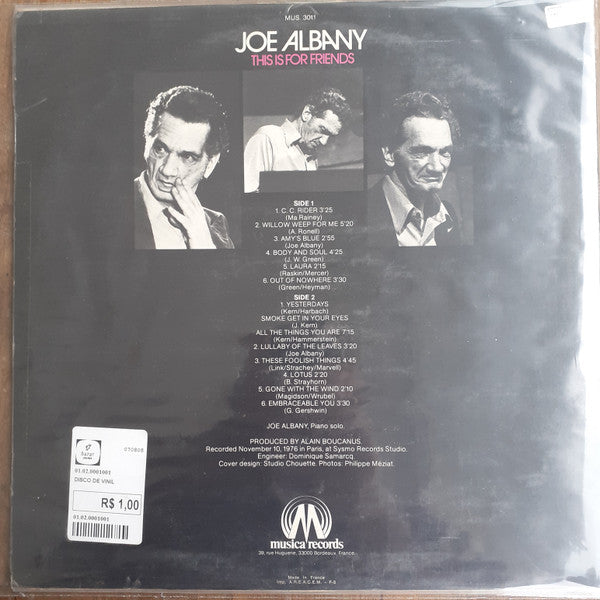 MUS. 3011
JOE ALBANY
THIS IS FOR FRIENDS
SIDE 1
1. C. C. RIDER 3'25
(Ma Rainey)
2. WILLOW WEEP FOR ME 5'20
(A. Ronell)
3. AMY'S BLUE 2'55
(Joe Albany)
4. BODY AND SOUL 4'25
(J. W. Green)
5. LAURA 2'15
(Raskin/Mercer)
6. OUT OF NOWHERE 3'30
(Green/Heyman)
SIDE 2
1. YESTERDAYS
(Kern/Harbach)
SMOKE GET IN YOUR EYES
(J. Kern)
ALL THE THINGS YOU ARE 7'15
(Kern/Hammerstein)
2. LULLABY OF THE LEAVES 3'20
(Joe Albany)
3. THESE FOOLISH THINGS 4'45
(Link/Strachey/Marvell)
4. LOTUS 2'20
(B. Strayhorn)
5. GONE WITH THE WIND 2'10
(Magidson/Wrubel)
6. EMBRACEABLE YOU 3'30
(G. Gershwin)
JOE ALBANY, Piano solo.
PRODUCED BY ALAIN BOUCANUS.
Recorded November 10, 1976 in Paris, at Sysmo Records Studio.
Engineer: Dominique Samarcq.
Cover design: Studio Chouette. Photos: Philippe Méziat.
musica records
39, rue Huguerie, 33000 Bordeaux, France.
Made in France
Imp. A.R.E.A.C.E.M. - P-5
010808
01.02.0001001
DISCO DE VINIL
R$ 1,00
01.02.0001001